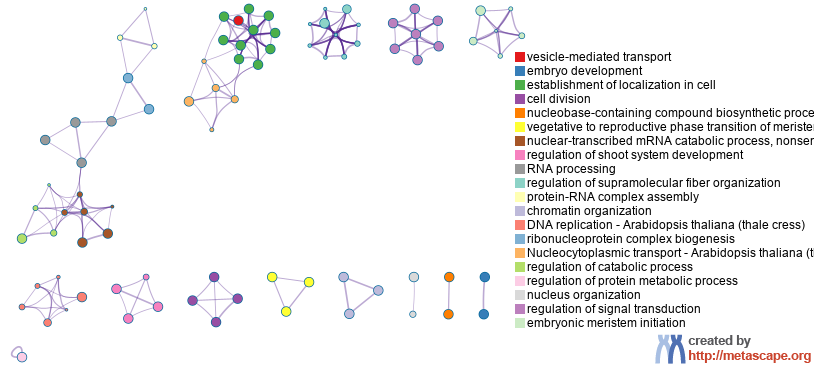 vesicle-mediated transport
embryo development
establishment of localization in cell
cell division
nucleobase-containing compound biosynthetic proce
vegetative to reproductive phase transition of meriste
nuclear-transcribed mRNA catabolic process, nonsen
regulation of shoot system development
RNA processing
regulation of supramolecular fiber organization
protein-RNA complex assembly
chromatin organization
DNA replication - Arabidopsis thaliana (thale cress)
ribonucleoprotein complex biogenesis
Nucleocytoplasmic transport - Arabidopsis thaliana (t
regulation of catabolic process
regulation of protein metabolic process
nucleus organization
regulation of signal transduction
embryonic meristem initiation
created by
http://metascape.org